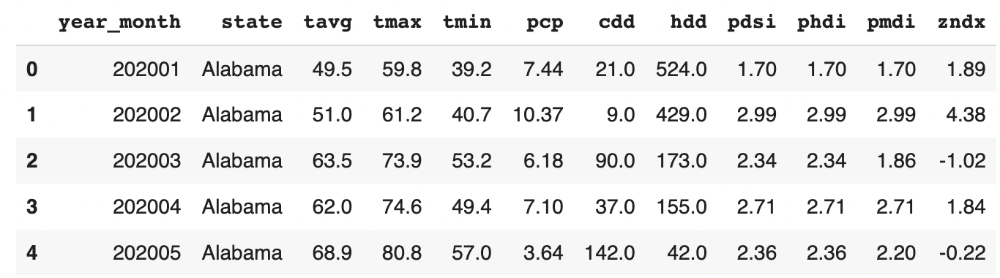 year_month state tavg tmax tmin pcp cdd hdd pdsi phdi pmdi zndx
0 202001 Alabama 49.5 59.8 39.2 7.44 21.0 524.0 1.70 1.70 1.70 1.89
1 202002 Alabama 51.0 61.2 40.7 10.37 9.0 429.0 2.99 2.99 2.99 4.38
2 202003 Alabama 63.5 73.9 53.2 6.18 90.0 173.0 2.34 2.34 1.86 -1.02
3 202004 Alabama 62.0 74.6 49.4 7.10 37.0 155.0 2.71 2.71 2.71 1.84
4 202005 Alabama 68.9 80.8 57.0 3.64 142.0 42.0 2.36 2.36 2.20 -0.22